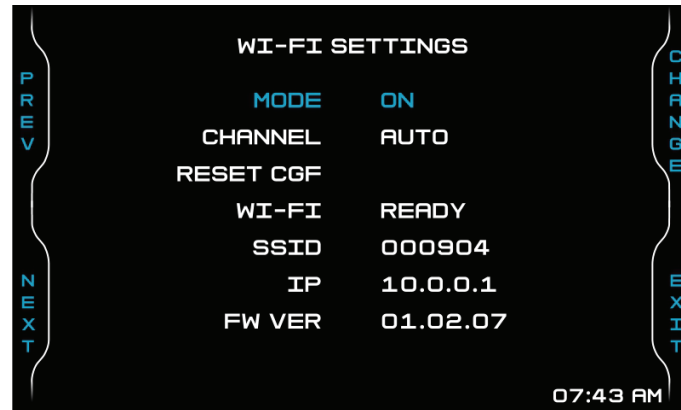 WI-FI SETTINGS
PREV
CHANGE
MODE ON
CHANNEL AUTO
RESET CGF
WI-FI READY
SSID 000904
IP 10.0.0.1
FW VER 01.02.07
NEXT
EXIT
07:43 AM